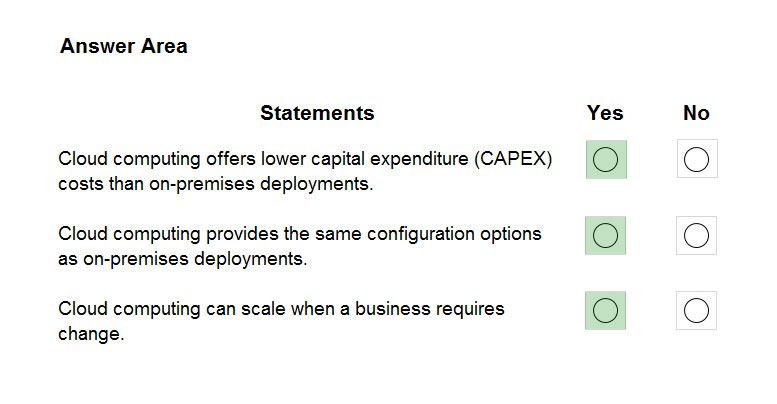 Answer Area
Statements Yes No
Cloud computing offers lower capital expenditure (CAPEX)
costs than on-premises deployments.
Cloud computing provides the same configuration options
as on-premises deployments.
Cloud computing can scale when a business requires
change.